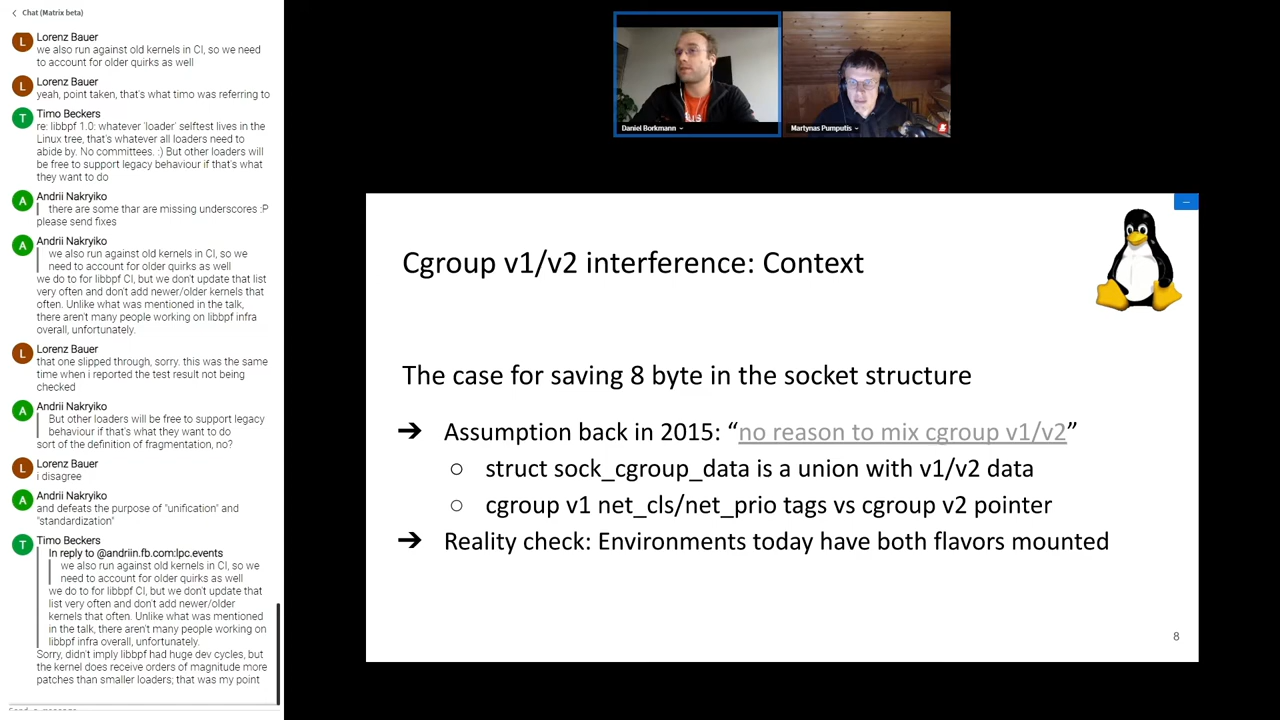 Chat (Matrix beta)
Lorenz Bauer
we also run against old kernels in CI, so we need
to account for older quirks as well
Lorenz Bauer
yeah, point taken, that's what timo was referring to
Timo Beckers
re: libbpf 1.0: whatever 'loader' selftest lives in the
Linux tree, that's whatever all loaders need to
abide by. No committees. :) But other loaders will
be free to support legacy behaviour if that's what
they want to do
Andrii Nakryiko
there are some thar are missing underscores :P
please send fixes
Andrii Nakryiko
we also run against old kernels in CI, so we
need to account for older quirks as well
we do to for libbpf CI, but we don't update that list
very often and don't add newer/older kernels that
often. Unlike what was mentioned in the talk,
there aren't many people working on libbpf infra
overall, unfortunately.
Lorenz Bauer
that one slipped through, sorry. this was the same
time when i reported the test result not being
checked
Andrii Nakryiko
But other loaders will be free to support legacy
behaviour if that's what they want to do
sort of the definition of fragmentation, no?
Lorenz Bauer
i disagree
Andrii Nakryiko
and defeats the purpose of "unification" and
"standardization"
Timo Beckers
In reply to @andriin.fb.com:lpc.events
we also run against old kernels in CI, so we
need to account for older quirks as well
we do to for libbpf CI, but we don't update that
list very often and don't add newer/older
kernels that often. Unlike what was mentioned
in the talk, there aren't many people working on
libbpf infra overall, unfortunately.
Sorry, didn't imply libbpf had huge dev cycles, but
the kernel does receive orders of magnitude more
patches than smaller loaders; that was my point
Daniel Borkmann
Martynas Pumputis
Cgroup v1/v2 interference: Context
The case for saving 8 byte in the socket structure
➔ Assumption back in 2015: “no reason to mix cgroup v1/v2”
○ struct sock_cgroup_data is a union with v1/v2 data
○ cgroup v1 net_cls/net_prio tags vs cgroup v2 pointer
➔ Reality check: Environments today have both flavors mounted
8